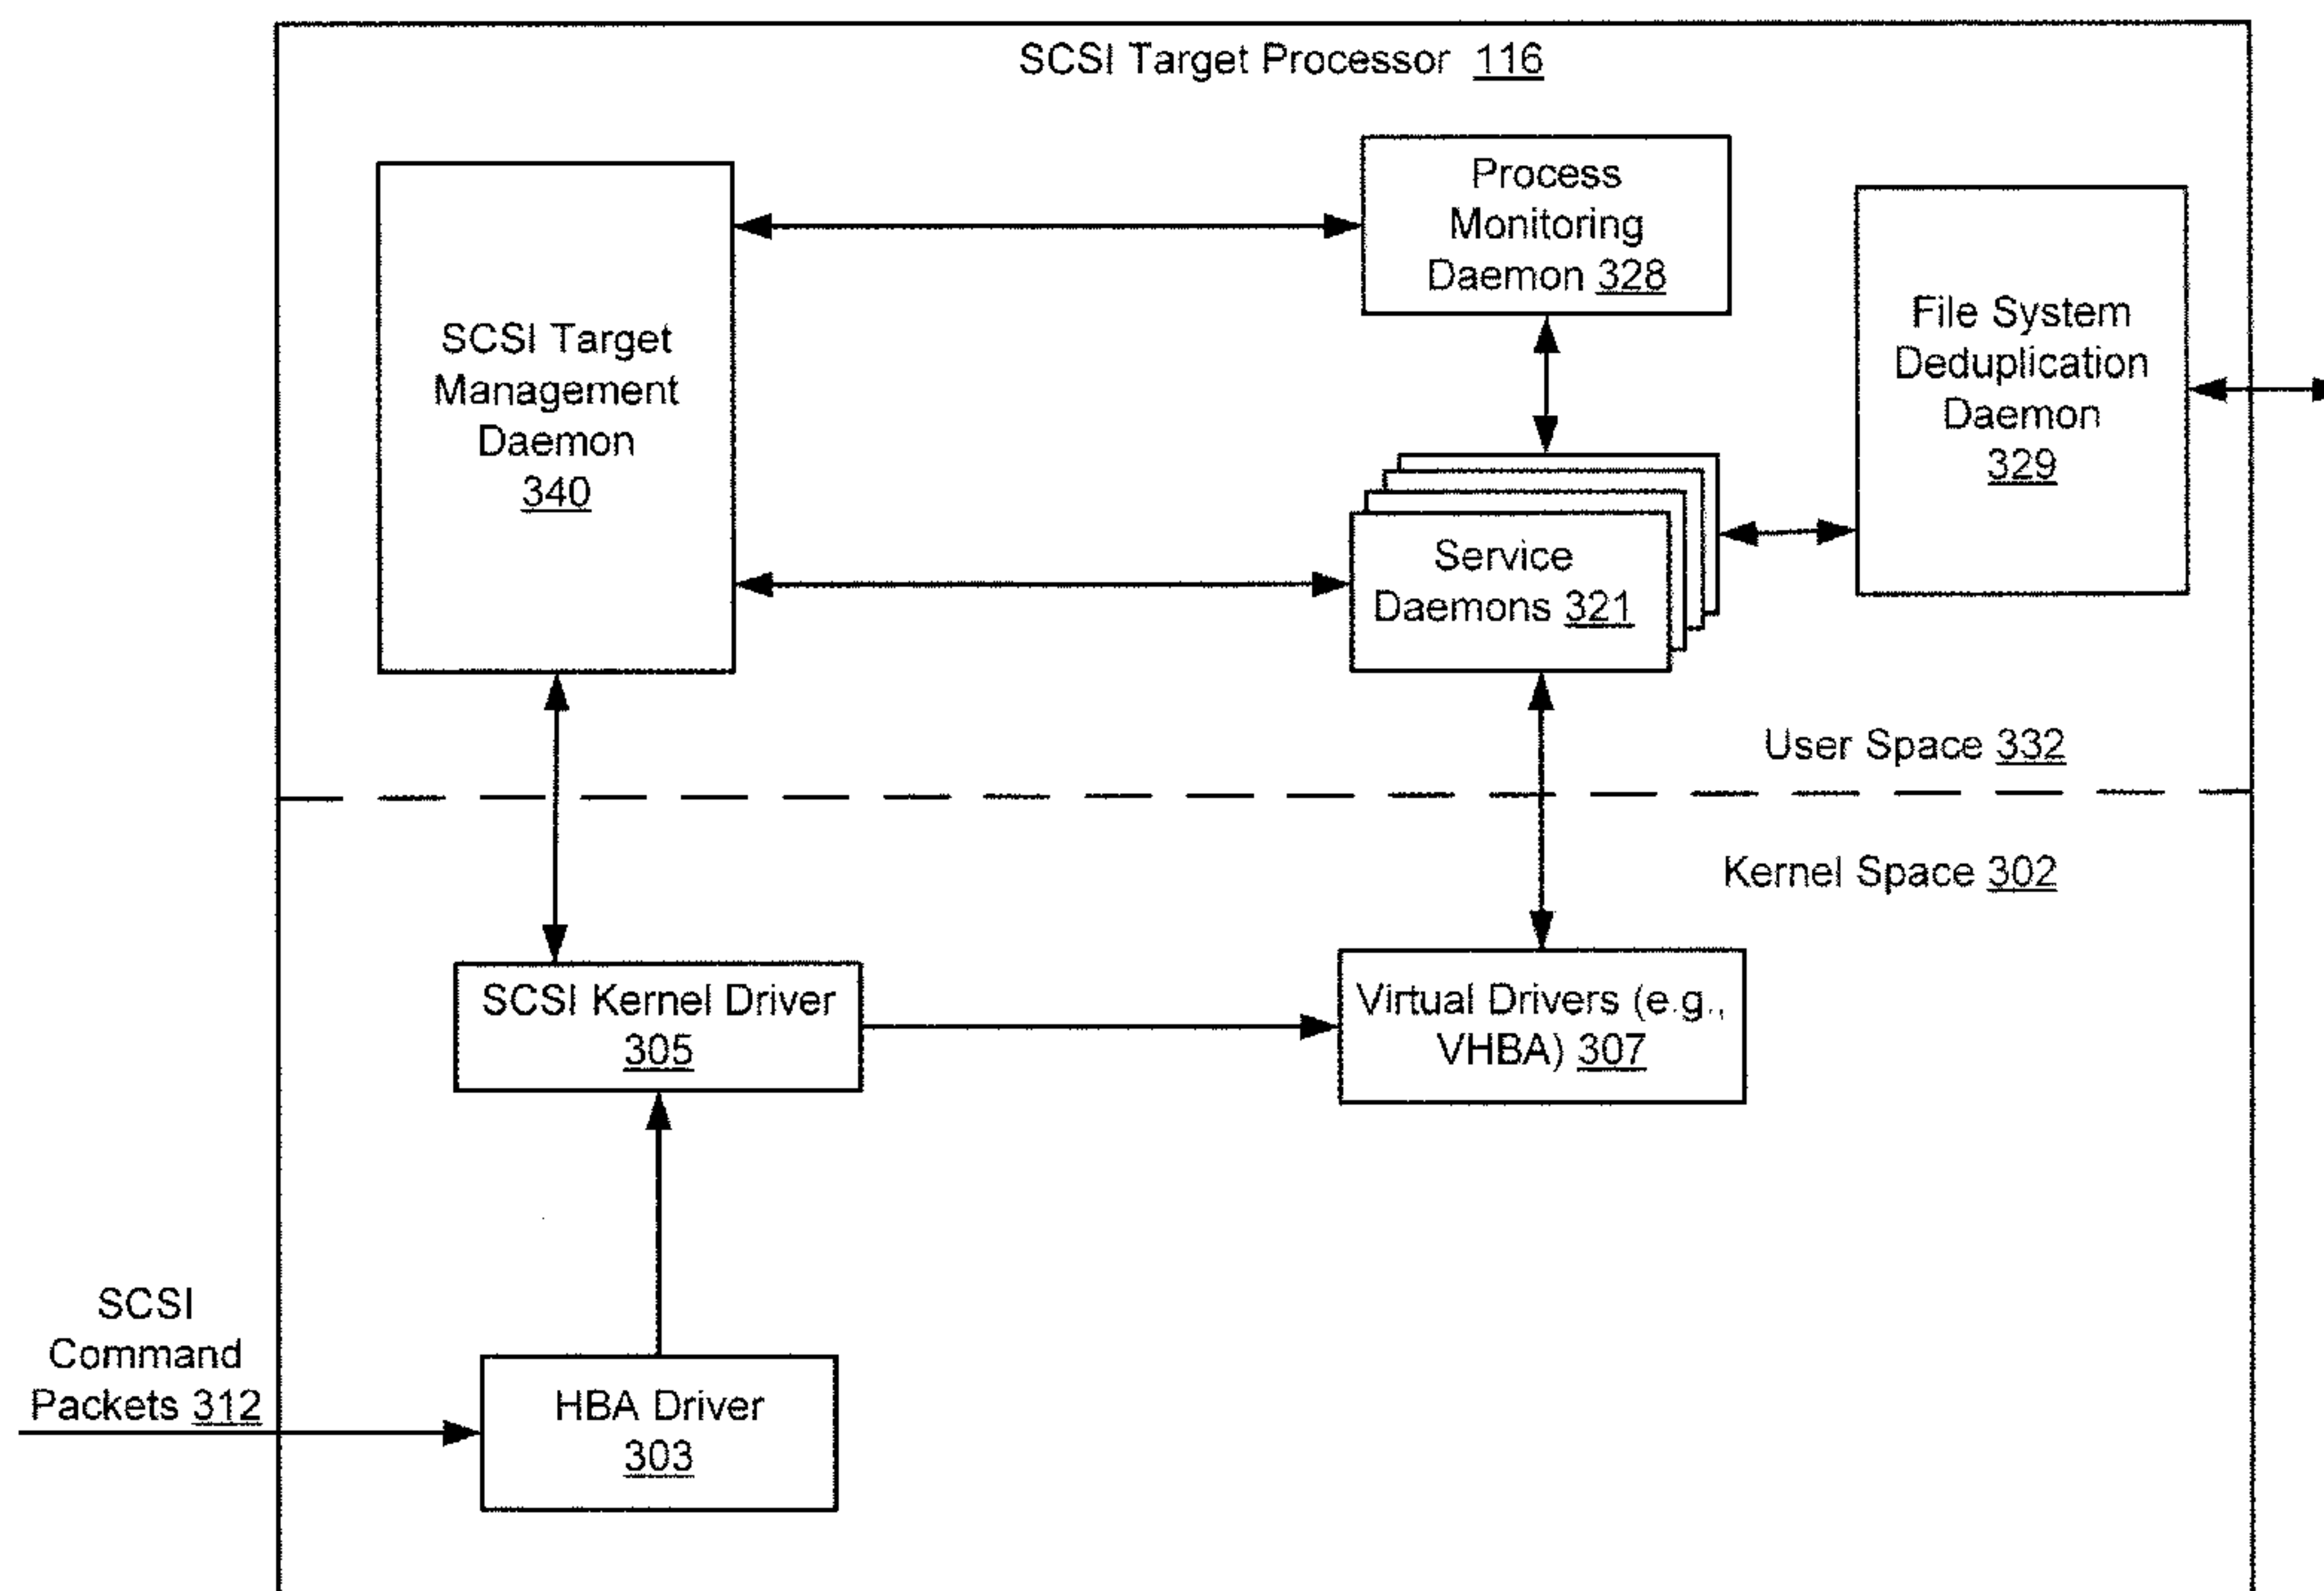 SCSI Target Processor 116
Process
Monitoring
Daemon 328
SCSI Target
Management
Daemon
340
File System
Deduplication
Daemon
329
Service
Daemons 321
User Space 332
Kernel Space 302
SCSI Kernel Driver
305
Virtual Drivers (e.g.,
VHBA) 307
SCSI
Command
Packets 312
HBA Driver
303